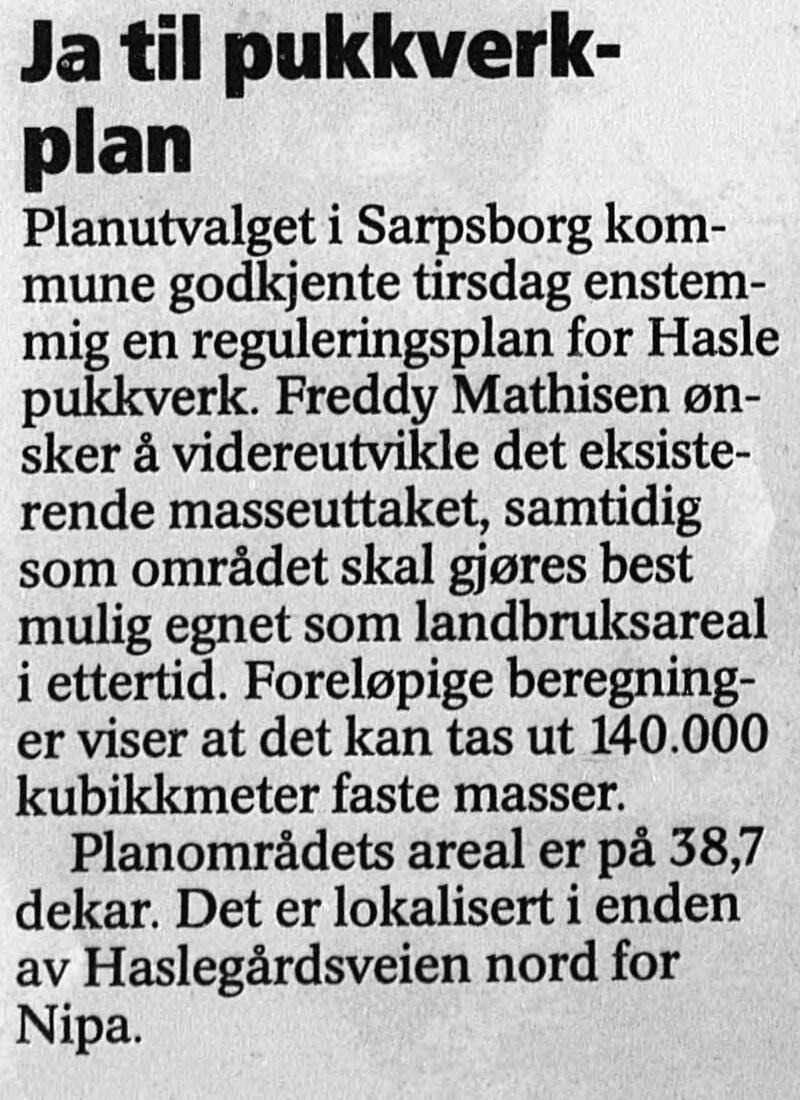 Ja til pukkverk-
plan
Planutvalget i Sarpsborg kom-
mune godkjente tirsdag enstem-
mig en reguleringsplan for Hasle
pukkverk. Freddy Mathisen øn-
sker å videreutvikle det eksiste-
rende masseuttaket, samtidig
som området skal gjøres best
mulig egnet som landbruksareal
i ettertid. Foreløpige beregning-
er viser at det kan tas ut 140.000
kubikkmeter faste masser.
Planområdets areal er på 38,7
dekar. Det er lokalisert i enden
av Haslegårdsveien nord for
Nipa.